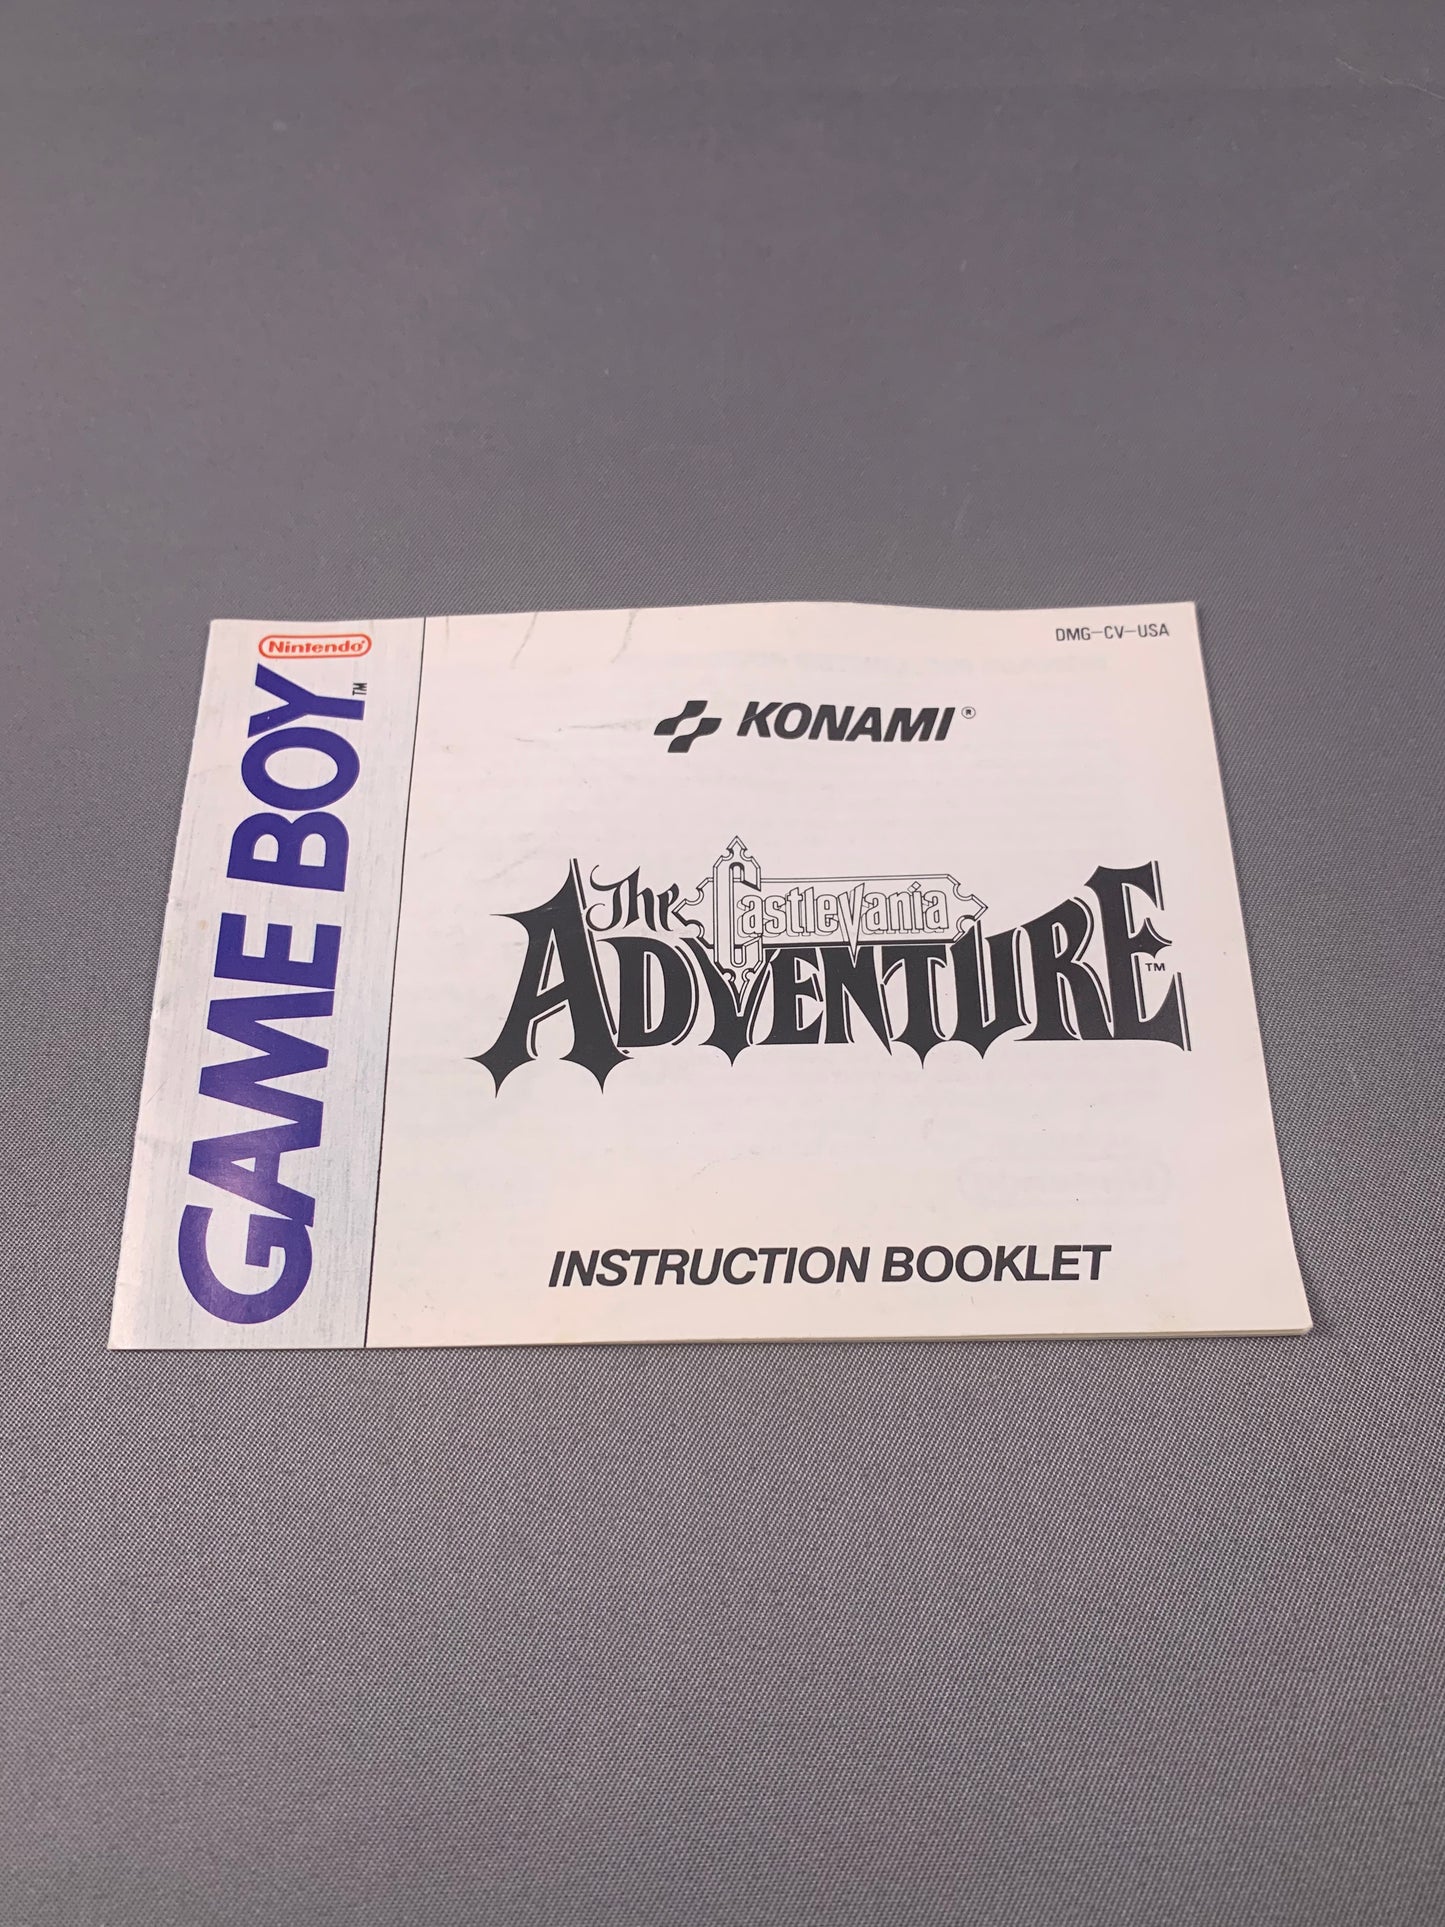 Nintendo®
GAME BOY™
DMG-CV-USA
KONAMI®
The Castlevania
ADVENTURE™
INSTRUCTION BOOKLET